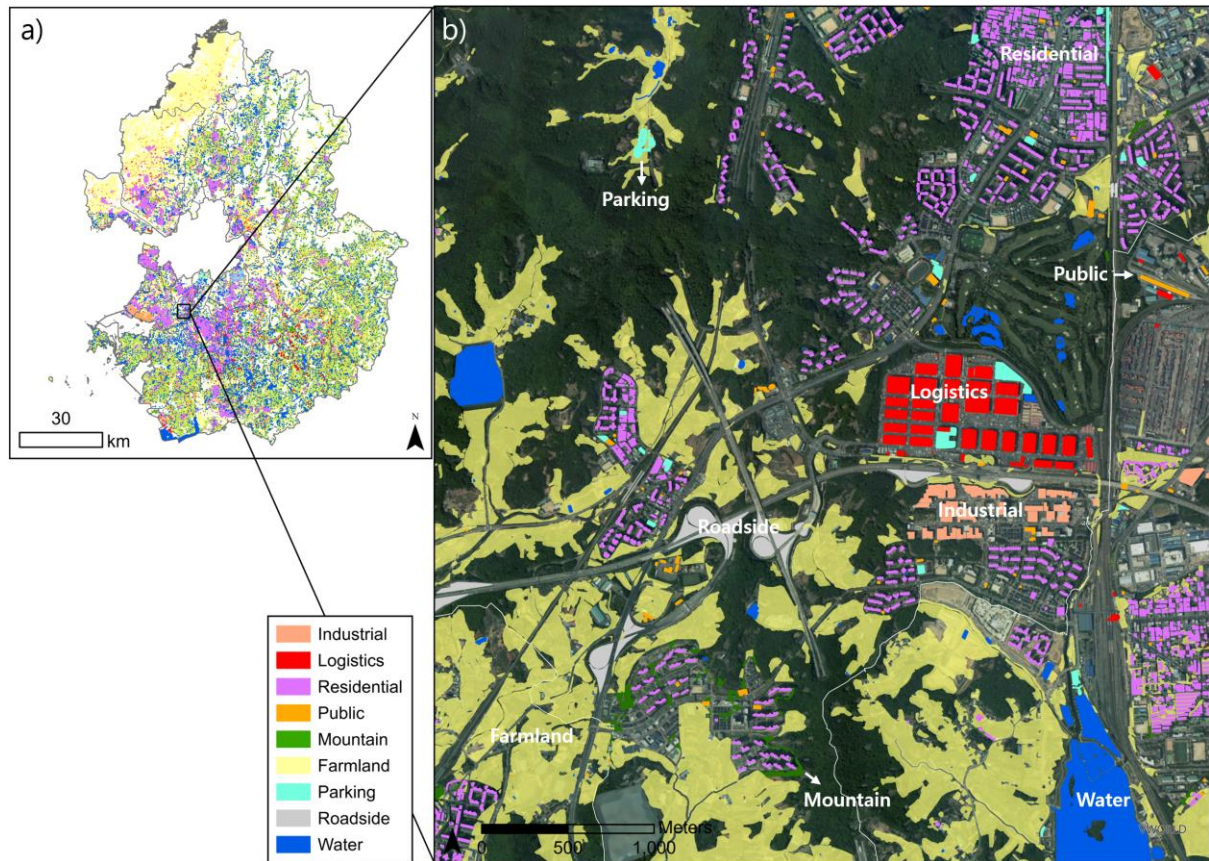 a)
N
30
km
Industrial
Logistics
Residential
Public
Mountain
Farmland
Parking
Roadside
Water
b)
Residential
Parking
Public
Logistics
Roadside
Industrial
Farmland
Mountain
Water
Meters
0 500 1,000